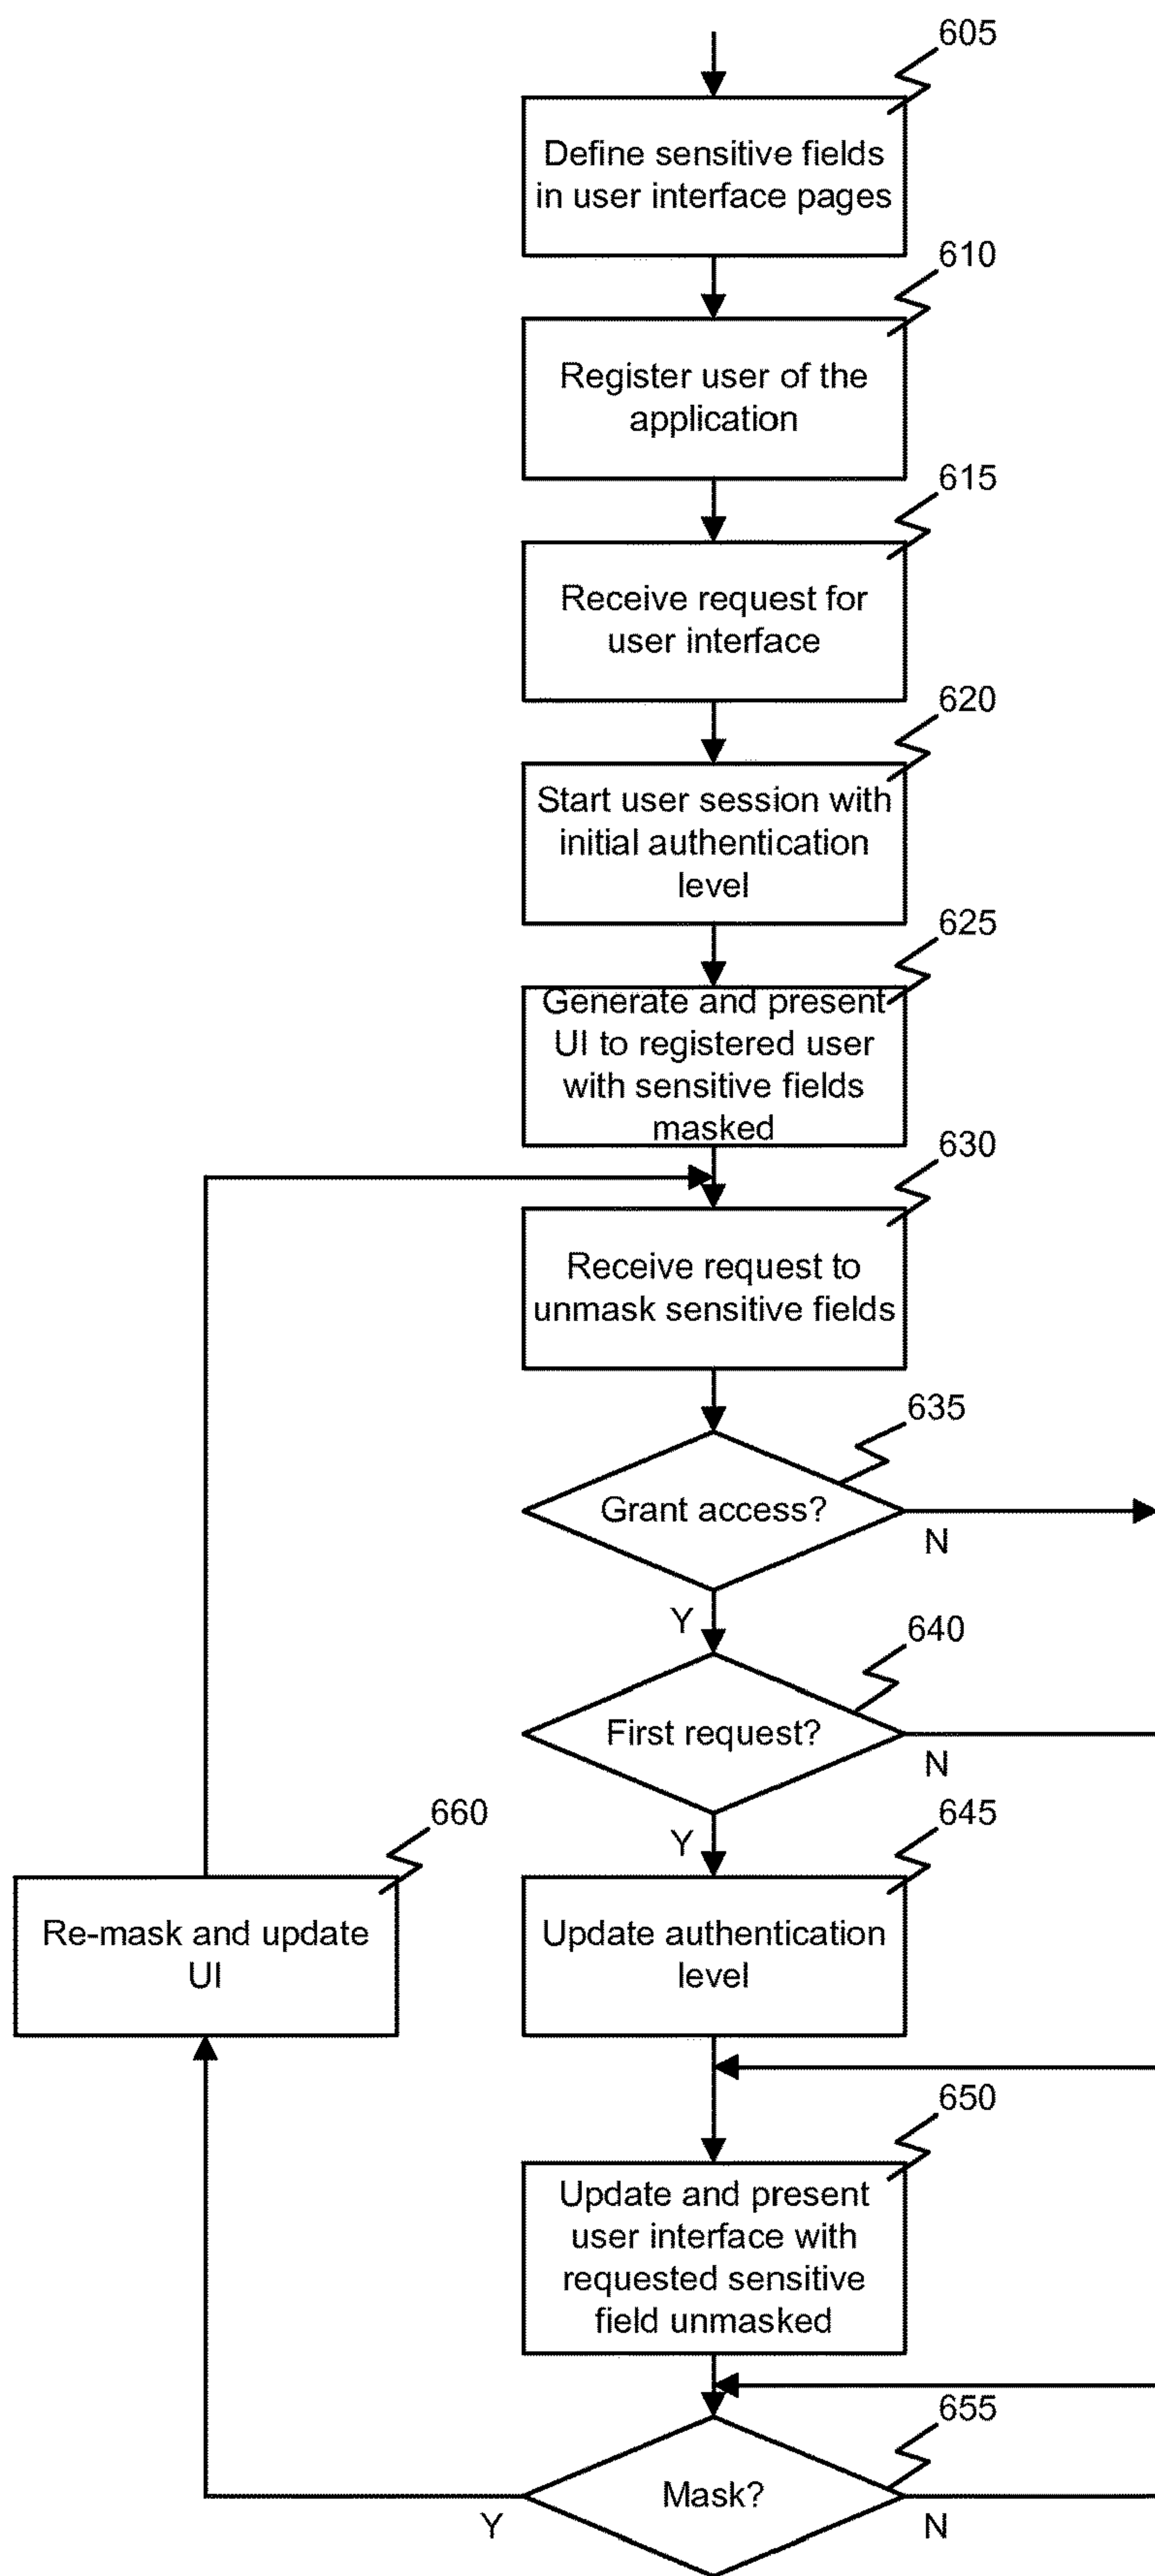 605
Define sensitive fields
in user interface pages
610
Register user of the
application
615
Receive request for
user interface
620
Start user session with
initial authentication
level
625
Generate and present
UI to registered user
with sensitive fields
masked
630
Receive request to
unmask sensitive fields
635
Grant access?
N
Y
640
First request?
N
Y
660
645
Re-mask and update
UI
Update authentication
level
650
Update and present
user interface with
requested sensitive
field unmasked
655
Mask?
Y
N